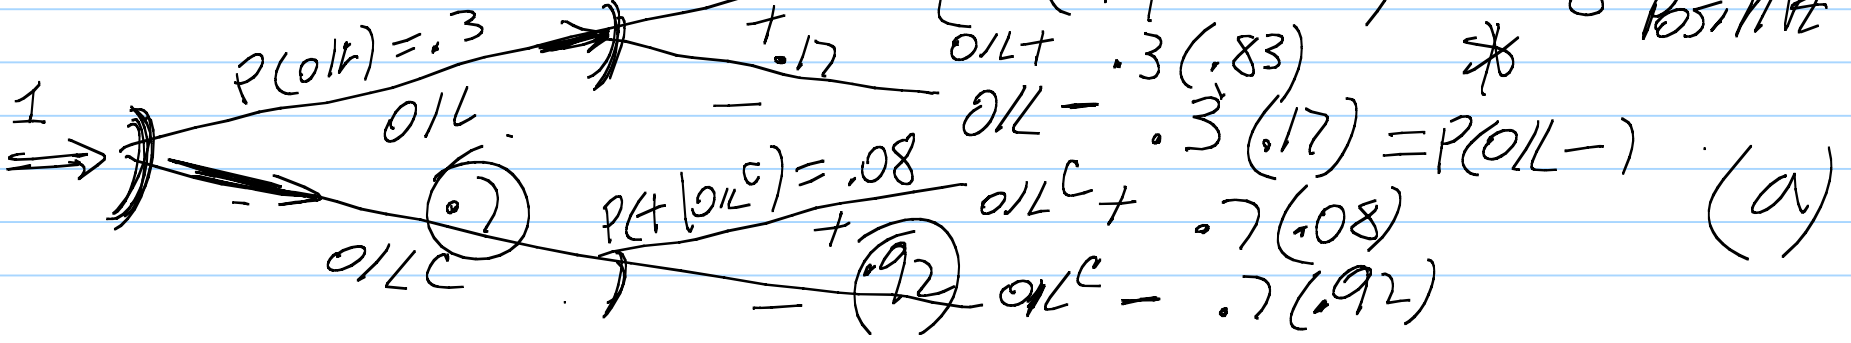 P(OIL) = .3
+
OIL+ .3(.83)
POSITIVE
1
OIL
.17
-
OIL - .3(.17) = P(OIL-)
(a)
.7
P(+|OIL^C) = .08
+
OIL^C + .7(.08)
OIL^C
-
.92
OIL^C - .7(.92)